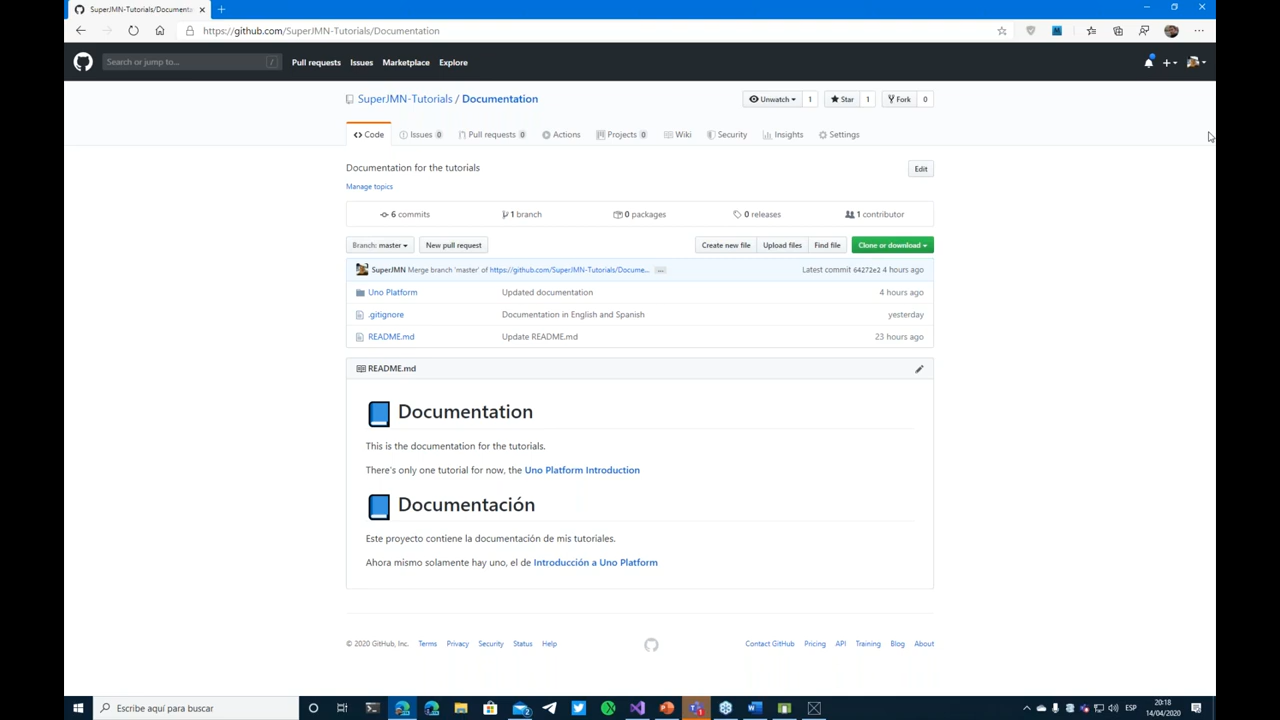 SuperJMN-Tutorials/Documenta
https://github.com/SuperJMN-Tutorials/Documentation
Search or jump to... /
Pull requests Issues Marketplace Explore
SuperJMN-Tutorials / Documentation
Unwatch 1 Star 1 Fork 0
Code Issues 0 Pull requests 0 Actions Projects 0 Wiki Security Insights Settings
Documentation for the tutorials Edit
Manage topics
6 commits 1 branch 0 packages 0 releases 1 contributor
Branch: master New pull request Create new file Upload files Find file Clone or download
SuperJMN Merge branch 'master' of https://github.com/SuperJMN-Tutorials/Docume... ... Latest commit 64272e2 4 hours ago
Uno Platform Updated documentation 4 hours ago
.gitignore Documentation in English and Spanish yesterday
README.md Update README.md 23 hours ago
README.md
Documentation
This is the documentation for the tutorials.
There's only one tutorial for now, the Uno Platform Introduction
Documentación
Este proyecto contiene la documentación de mis tutoriales.
Ahora mismo solamente hay uno, el de Introducción a Uno Platform
© 2020 GitHub, Inc. Terms Privacy Security Status Help Contact GitHub Pricing API Training Blog About
Escribe aquí para buscar
ESP
20:18
14/04/2020